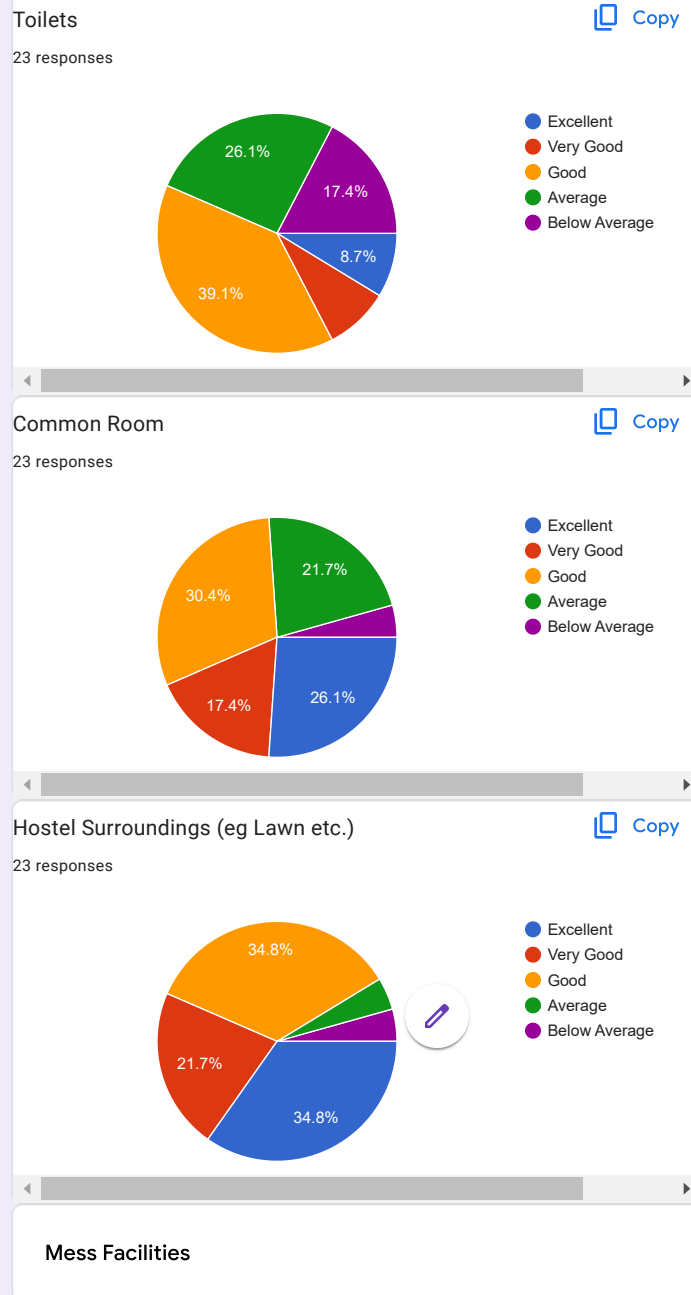 Toilets
Copy
23 responses
26.1%
17.4%
8.7%
39.1%
Excellent
Very Good
Good
Average
Below Average
Common Room
Copy
23 responses
21.7%
30.4%
17.4%
26.1%
Excellent
Very Good
Good
Average
Below Average
Hostel Surroundings (eg Lawn etc.)
Copy
23 responses
34.8%
21.7%
34.8%
Excellent
Very Good
Good
Average
Below Average
Mess Facilities